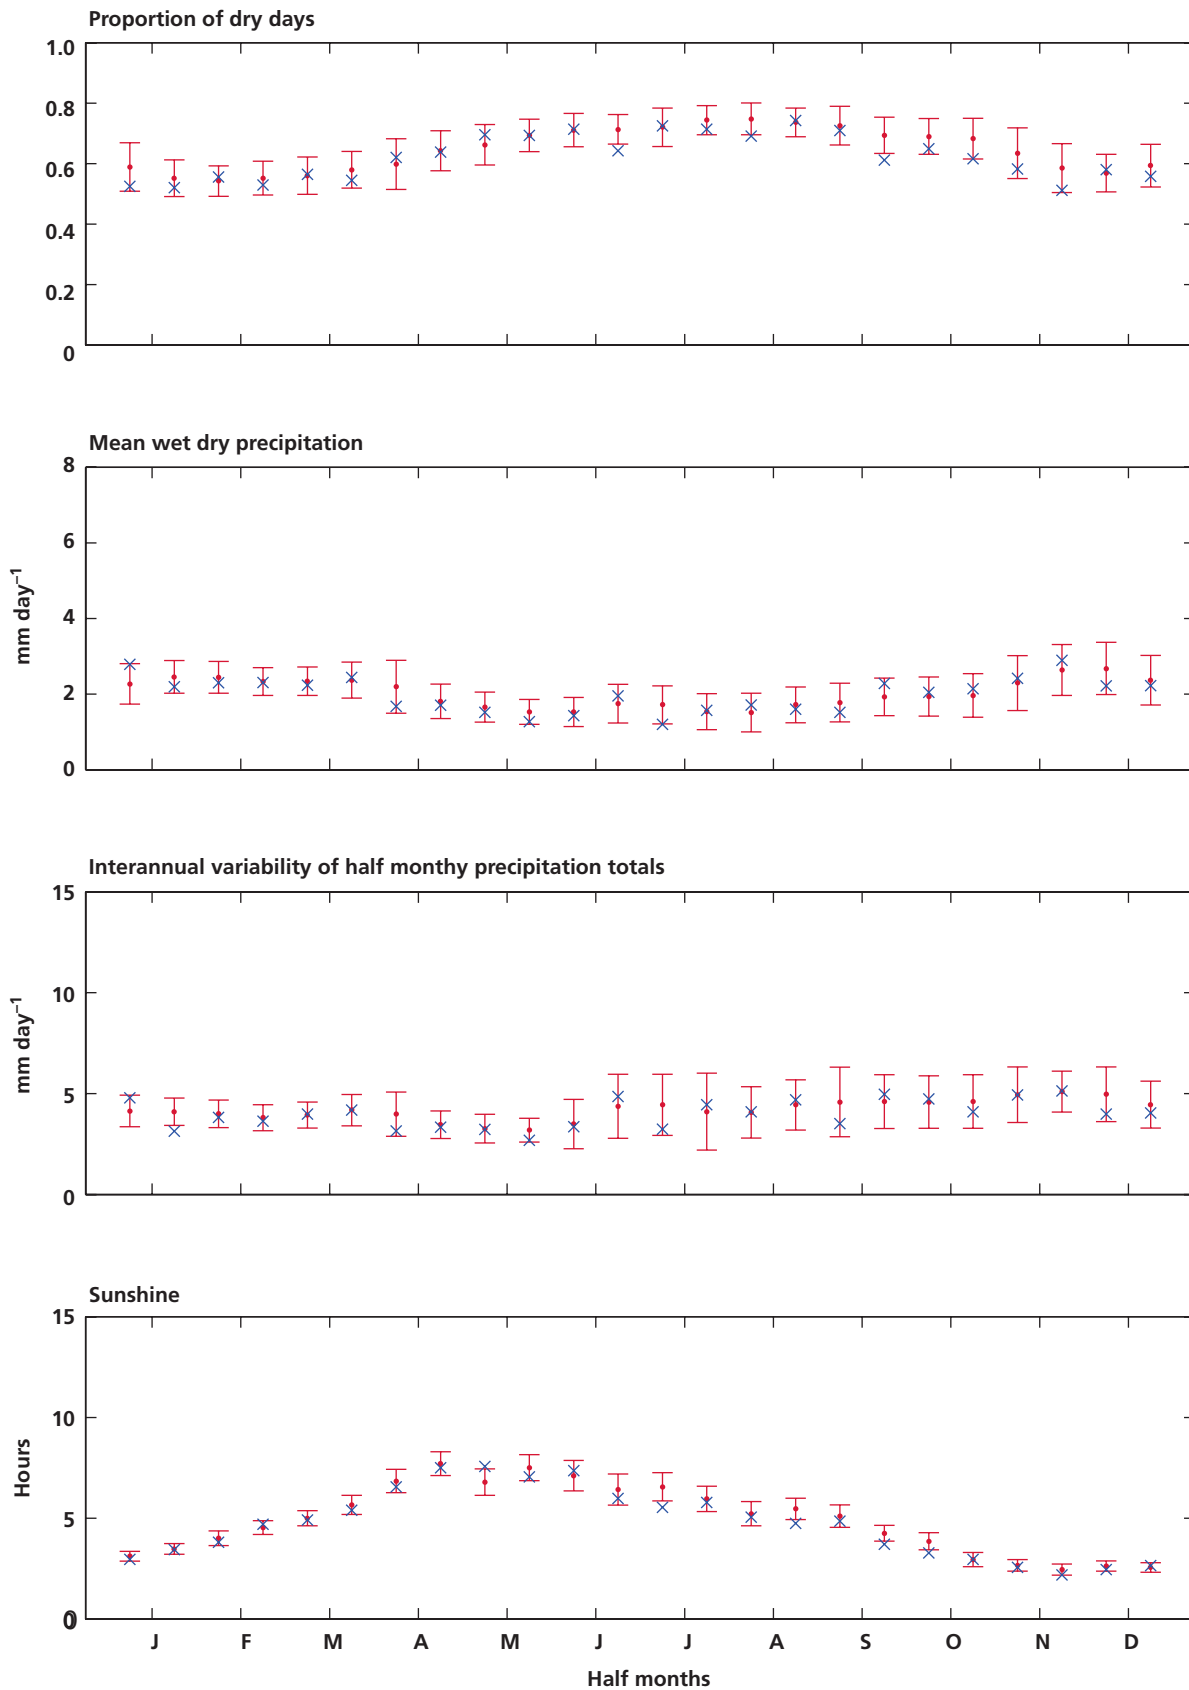 Proportion of dry days
1.0
0.8
0.6
0.4
0.2
0
Mean wet dry precipitation
8
6
4
2
0
mm day⁻¹
Interannual variability of half monthy precipitation totals
15
10
5
0
mm day⁻¹
Sunshine
15
10
5
0
0
Hours
J F M A M J J A S O N D
Half months